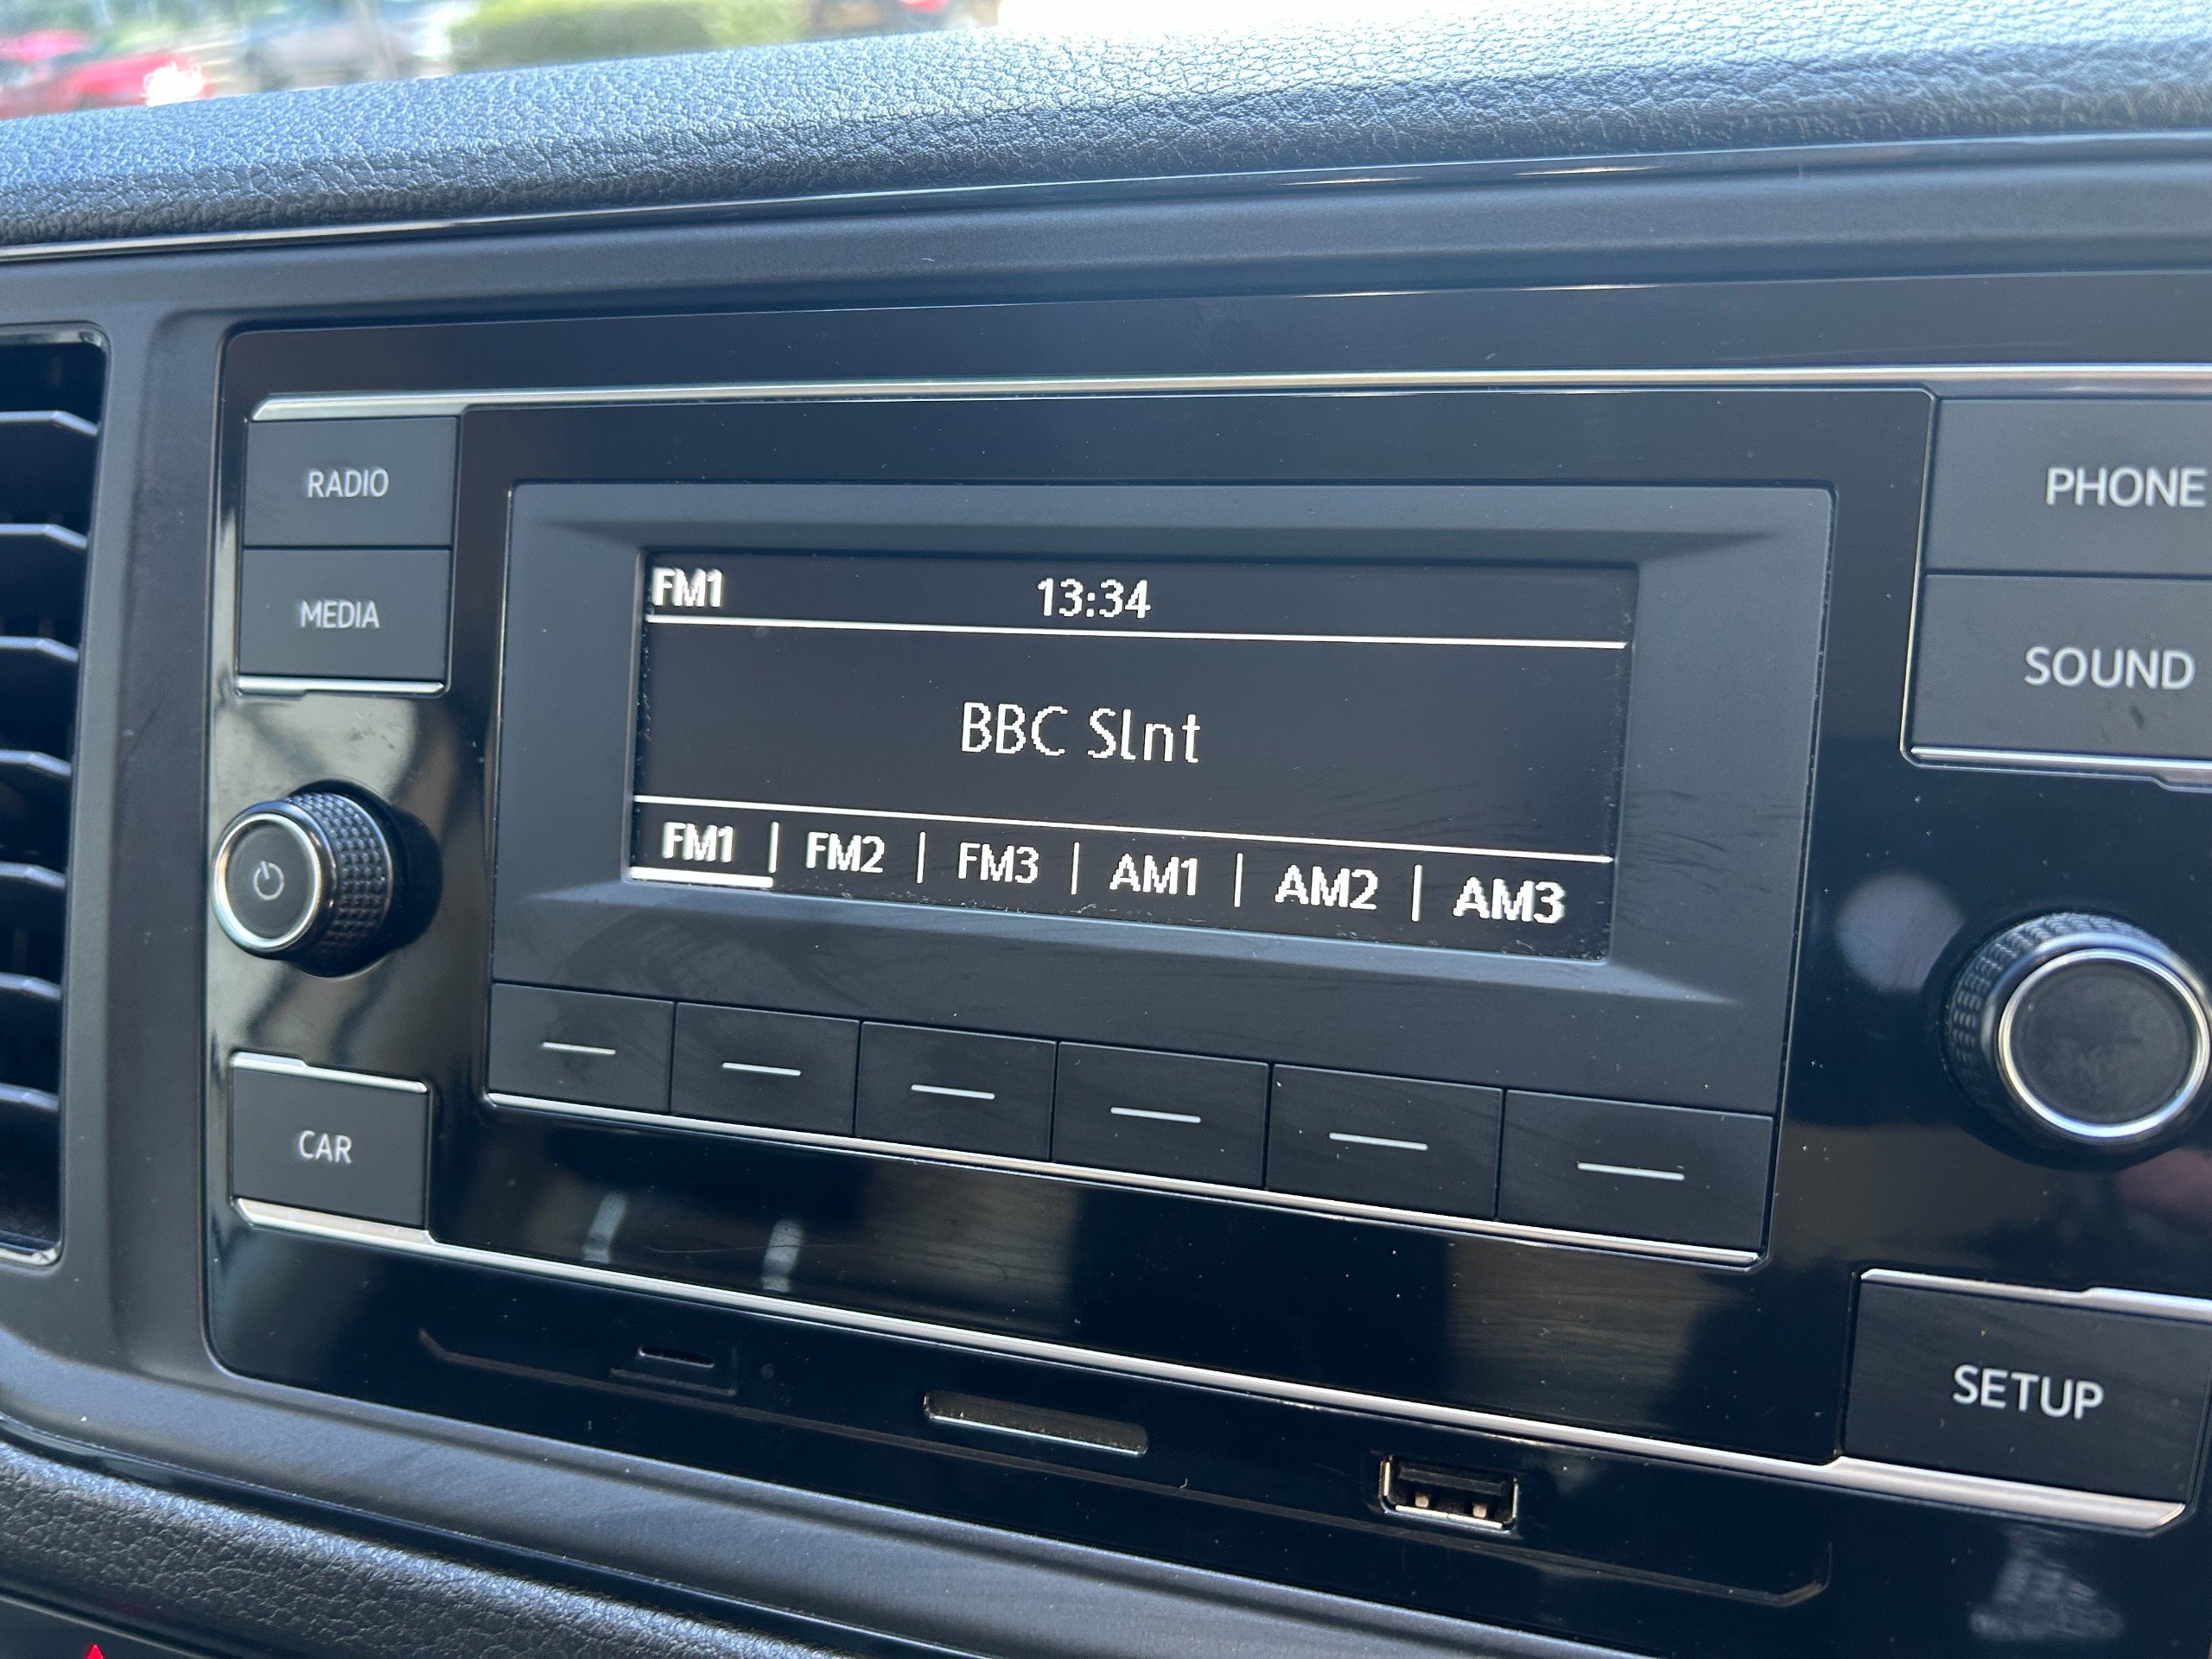 RADIO
MEDIA
CAR
FM1 13:34
BBC Slnt
FM1 | FM2 | FM3 | AM1 | AM2 | AM3
PHONE
SOUND
SETUP